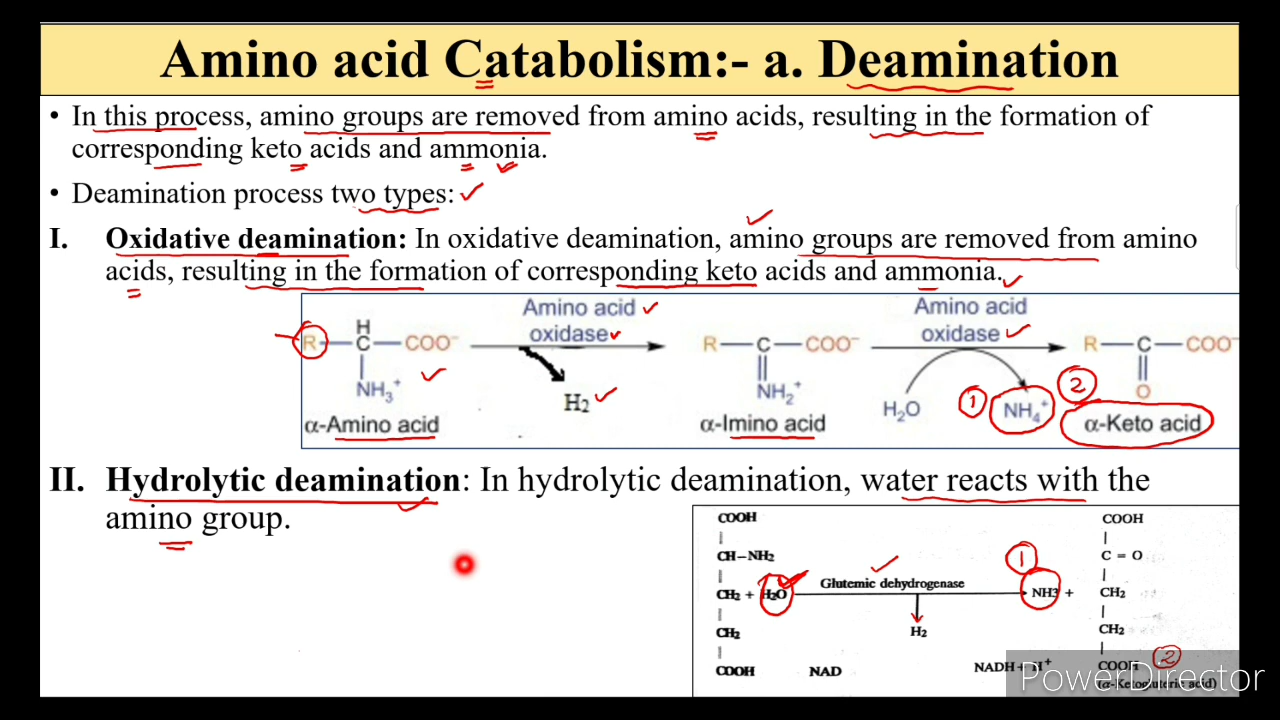 Amino acid Catabolism:- a. Deamination
• In this process, amino groups are removed from amino acids, resulting in the formation of
corresponding keto acids and ammonia.
• Deamination process two types:
I. Oxidative deamination: In oxidative deamination, amino groups are removed from amino
acids, resulting in the formation of corresponding keto acids and ammonia.
Amino acid
oxidase
Amino acid
oxidase
H
R—C—COO⁻
NH₃⁺
α-Amino acid
H₂
R—C—COO⁻
NH₂⁺
α-Imino acid
H₂O
① NH₄⁺
②
R—C—COO⁻
O
α-Keto acid
II. Hydrolytic deamination: In hydrolytic deamination, water reacts with the
amino group.
COOH
CH–NH₂
CH₂ + H₂O
CH₂
COOH
Glutemic dehydrogenase
H₂
NAD
NADH + H⁺
①
NH3 +
COOH
C = O
CH₂
CH₂
COOH ②
(α-Ketogluteric acid)
PowerDirector